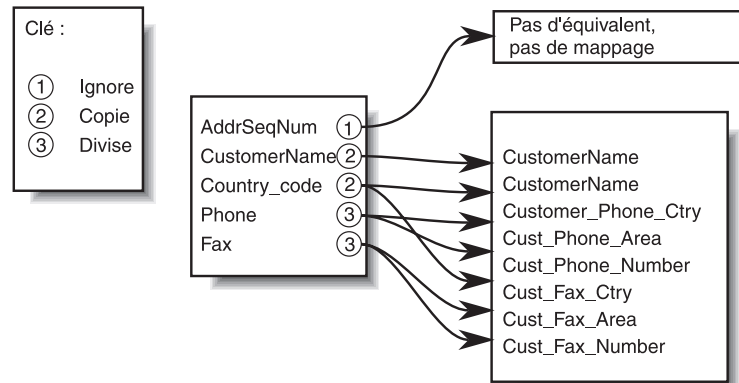 Clé :
1 Ignore
2 Copie
3 Divise
Pas d'équivalent,
pas de mappage
AddrSeqNum 1
CustomerName 2
Country_code 2
Phone 3
Fax 3
CustomerName
CustomerName
Customer_Phone_Ctry
Cust_Phone_Area
Cust_Phone_Number
Cust_Fax_Ctry
Cust_Fax_Area
Cust_Fax_Number